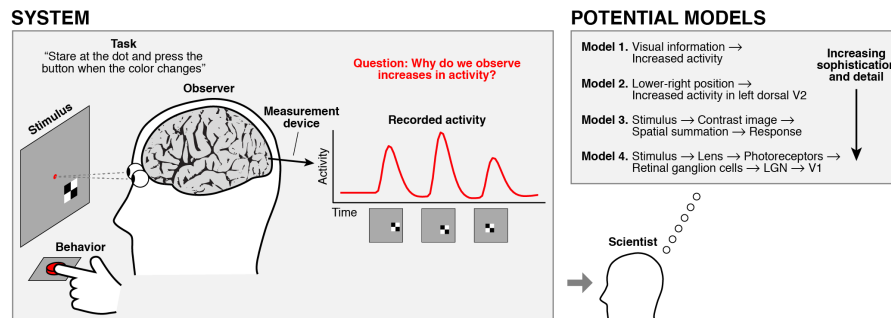 SYSTEM
Task
“Stare at the dot and press the
button when the color changes”
Observer
Stimulus
Behavior
Measurement
device
Question: Why do we observe
increases in activity?
Recorded activity
Activity
Time
POTENTIAL MODELS
Model 1. Visual information →
Increased activity
Model 2. Lower-right position →
Increased activity in left dorsal V2
Model 3. Stimulus → Contrast image →
Spatial summation → Response
Model 4. Stimulus → Lens → Photoreceptors →
Retinal ganglion cells → LGN → V1
Increasing
sophistication
and detail
Scientist